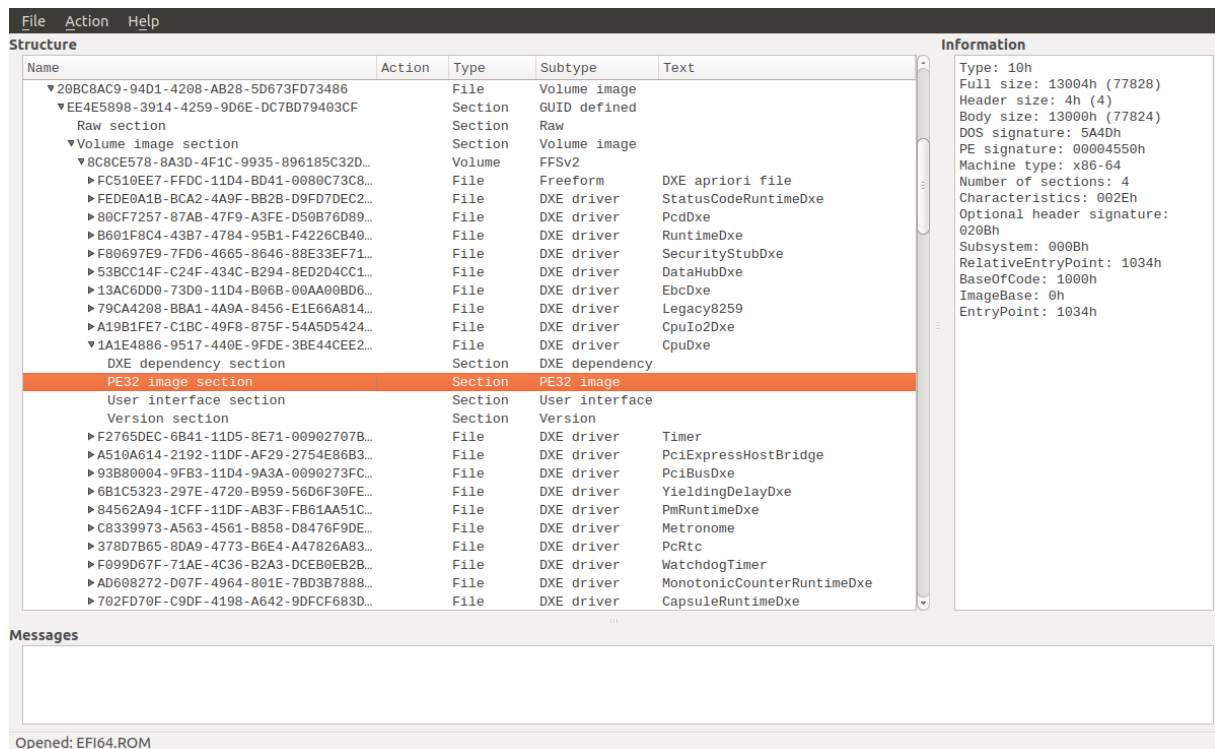 File Action Help
Structure
Name Action Type Subtype Text
20BC8AC9-94D1-4208-AB28-5D673FD73486 File Volume image
EE4E5898-3914-4259-9D6E-DC7BD79403CF Section GUID defined
Raw section Section Raw
Volume image section Section Volume image
8C8CE578-8A3D-4F1C-9935-896185C32D… Volume FFSv2
FC510EE7-FFDC-11D4-BD41-0080C73C8… File Freeform DXE apriori file
FEDE0A1B-BCA2-4A9F-BB2B-D9FD7DEC2… File DXE driver StatusCodeRuntimeDxe
80CF7257-87AB-47F9-A3FE-D50B76D89… File DXE driver PcdDxe
B601F8C4-43B7-4784-95B1-F4226CB40… File DXE driver RuntimeDxe
F80697E9-7FD6-4665-8646-88E33EF71… File DXE driver SecurityStubDxe
53BCC14F-C24F-434C-B294-8ED2D4CC1… File DXE driver DataHubDxe
13AC6DD0-73D0-11D4-B06B-00AA00BD6… File DXE driver EbcDxe
79CA4208-BBA1-4A9A-8456-E1E66A814… File DXE driver Legacy8259
A19B1FE7-C1BC-49F8-875F-54A5D5424… File DXE driver CpuIo2Dxe
1A1E4886-9517-440E-9FDE-3BE44CEE2… File DXE driver CpuDxe
DXE dependency section Section DXE dependency
PE32 image section Section PE32 image
User interface section Section User interface
Version section Section Version
F2765DEC-6B41-11D5-8E71-00902707B… File DXE driver Timer
A510A614-2192-11DF-AF29-2754E86B3… File DXE driver PciExpressHostBridge
93B80004-9FB3-11D4-9A3A-0090273FC… File DXE driver PciBusDxe
6B1C5323-297E-4720-B959-56D6F30FE… File DXE driver YieldingDelayDxe
84562A94-1CFF-11DF-AB3F-FB61AA51C… File DXE driver PmRuntimeDxe
C8339973-A563-4561-B858-D8476F9DE… File DXE driver Metronome
378D7B65-8DA9-4773-B6E4-A47826A83… File DXE driver PcRtc
F099D67F-71AE-4C36-B2A3-DCEB0EB2B… File DXE driver WatchdogTimer
AD608272-D07F-4964-801E-7BD3B7888… File DXE driver MonotonicCounterRuntimeDxe
702FD70F-C9DF-4198-A642-9DFCF683D… File DXE driver CapsuleRuntimeDxe
Information
Type: 10h
Full size: 13004h (77828)
Header size: 4h (4)
Body size: 13000h (77824)
DOS signature: 5A4Dh
PE signature: 00004550h
Machine type: x86-64
Number of sections: 4
Characteristics: 002Eh
Optional header signature:
020Bh
Subsystem: 000Bh
RelativeEntryPoint: 1034h
BaseOfCode: 1000h
ImageBase: 0h
EntryPoint: 1034h
Messages
Opened: EFI64.ROM